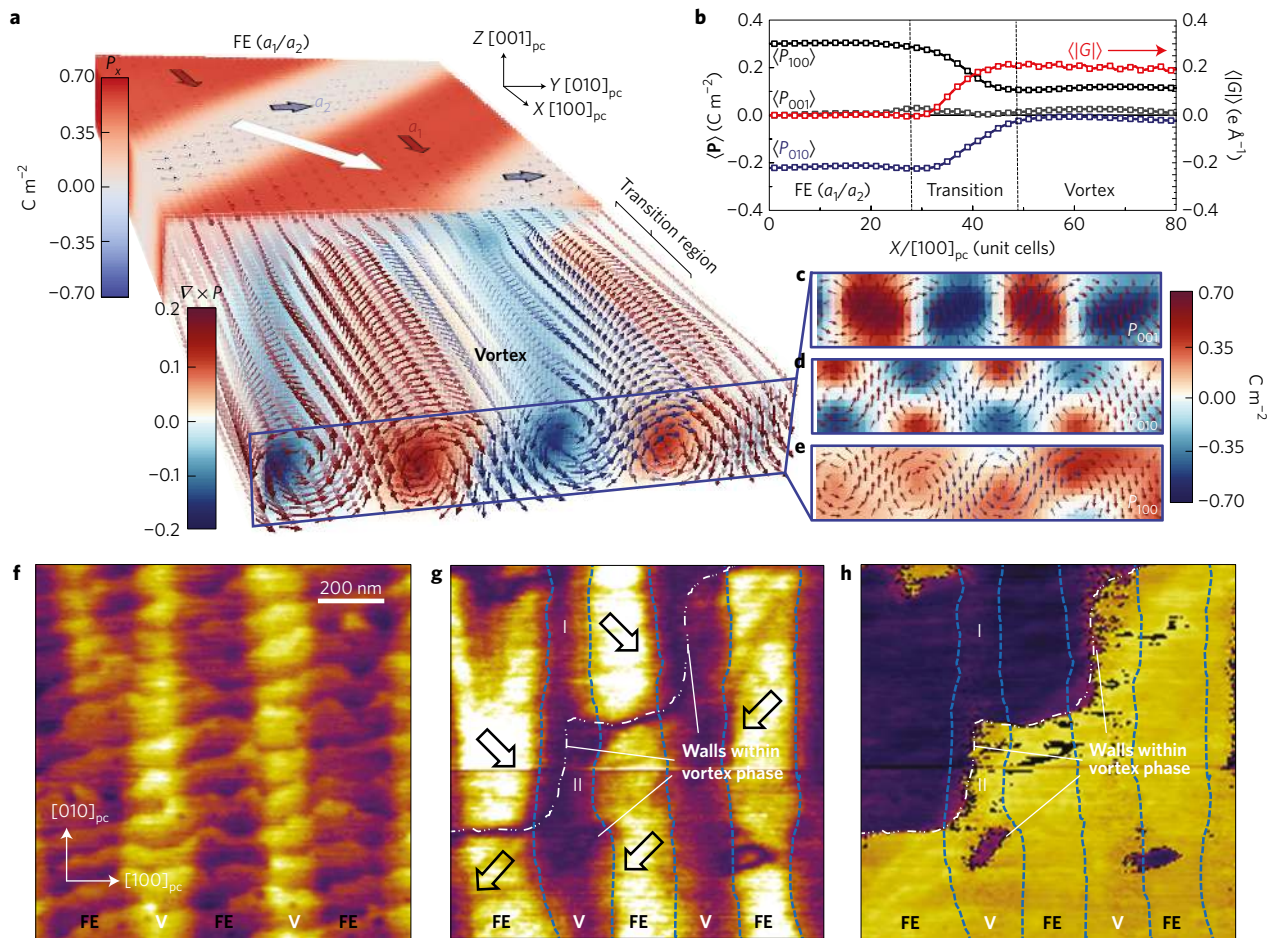 a
FE (a₁/a₂)
Z [001]pc
Y [010]pc
X [100]pc
Pₓ
0.70
0.35
0.00
−0.35
−0.70
C m⁻²
a₂
a₁
Transition region
∇ × P
0.2
0.1
0.0
−0.1
−0.2
Vortex
b
0.4
0.2
0.0
−0.2
−0.4
⟨P⟩ (C m⁻²)
⟨P₁₀₀⟩
⟨P₀₀₁⟩
⟨P₀₁₀⟩
⟨|G|⟩
FE (a₁/a₂)
Transition
Vortex
0.4
0.2
0.0
−0.2
0.4
⟨|G|⟩ (e Å⁻¹)
0 20 40 60 80
X/[100]pc (unit cells)
c
P₀₀₁
d
₀₁₀
e
P₁₀₀
0.70
0.35
0.00
−0.35
−0.70
C m⁻²
f
200 nm
[010]pc
[100]pc
FE V FE V FE
g
I
Walls within
vortex phase
II
FE V FE V FE
h
I
Walls within
vortex phase
II
FE V FE V FE